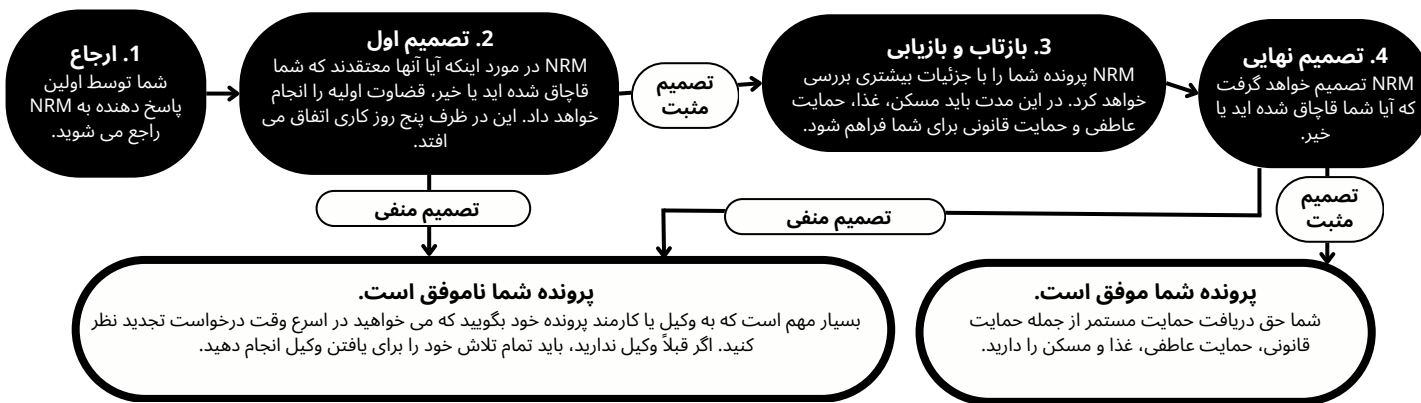 1. ارجاع
شما توسط اولین
پاسخ دهنده به NRM
راجع می شوید.
2. تصمیم اول
NRM در مورد اینکه آیا آنها معتقدند که شما
قاچاق شده اید یا خیر، قضاوت اولیه را انجام
خواهد داد. این در ظرف پنج روز کاری اتفاق می
افتد.
تصمیم
مثبت
3. بازتاب و بازیابی
NRM پرونده شما را با جزئیات بیشتری بررسی
خواهد کرد. در این مدت باید مسکن، غذا، حمایت
عاطفی و حمایت قانونی برای شما فراهم شود.
4. تصمیم نهایی
NRM تصمیم خواهد گرفت
که آیا شما قاچاق شده اید یا
خیر.
تصمیم منفی
تصمیم منفی
تصمیم
مثبت
پرونده شما ناموفق است.
بسیار مهم است که به وکیل یا کارمند پرونده خود بگویید که می خواهید در اسرع وقت درخواست تجدید نظر
کنید. اگر قبلاً وکیل ندارید، باید تمام تلاش خود را برای یافتن وکیل انجام دهید.
پرونده شما موفق است.
شما حق دریافت حمایت مستمر از جمله حمایت
قانونی، حمایت عاطفی، غذا و مسکن را دارید.